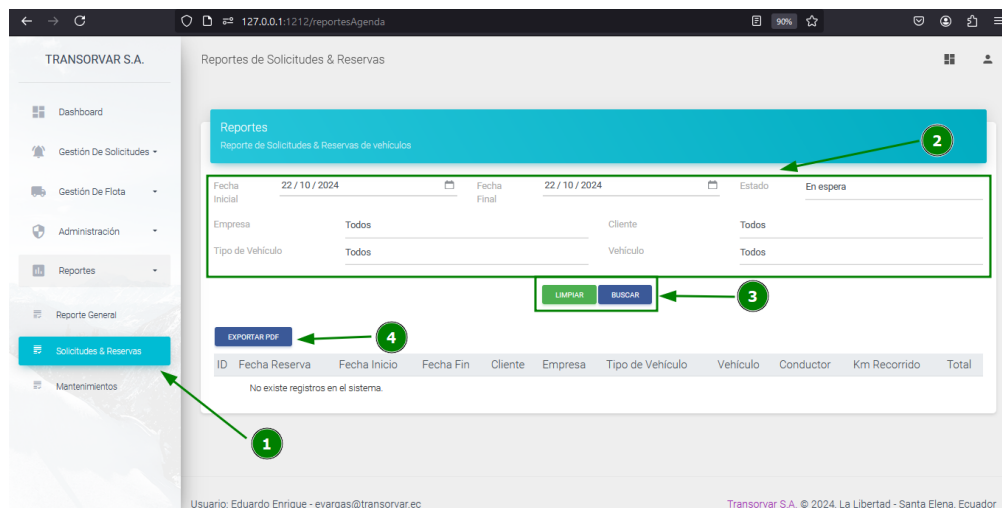 127.0.0.1:1212/reportesAgenda
90%
TRANSORVAR S.A.
Reportes de Solicitudes & Reservas
Dashboard
Gestión De Solicitudes
Gestión De Flota
Administración
Reportes
Reporte General
Solicitudes & Reservas
Mantenimientos
1
Reportes
Reporte de Solicitudes & Reservas de vehículos
2
Fecha Inicial
22 / 10 / 2024
Fecha Final
22 / 10 / 2024
Estado
En espera
Empresa
Todos
Cliente
Todos
Tipo de Vehículo
Todos
Vehículo
Todos
LIMPIAR
BUSCAR
3
EXPORTAR PDF
4
ID Fecha Reserva Fecha Inicio Fecha Fin Cliente Empresa Tipo de Vehículo Vehículo Conductor Km Recorrido Total
No existe registros en el sistema.
Usuario: Eduardo Enrique - evargas@transorvar.ec
Transorvar S.A. © 2024, La Libertad - Santa Elena, Ecuador